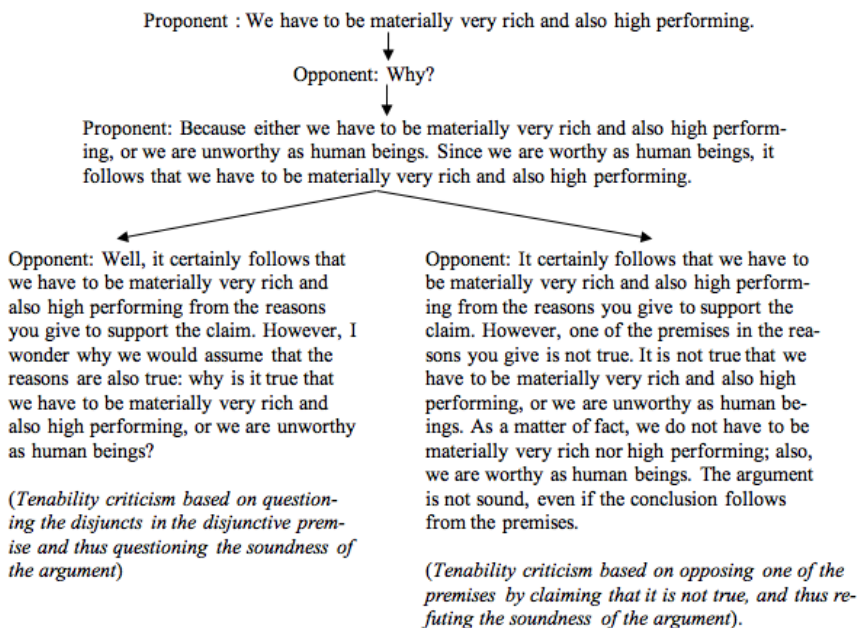 Proponent : We have to be materially very rich and also high performing.
Opponent: Why?
Proponent: Because either we have to be materially very rich and also high perform-
ing, or we are unworthy as human beings. Since we are worthy as human beings, it
follows that we have to be materially very rich and also high performing.
Opponent: Well, it certainly follows that
we have to be materially very rich and
also high performing from the reasons
you give to support the claim. However, I
wonder why we would assume that the
reasons are also true: why is it true that
we have to be materially very rich and
also high performing, or we are unworthy
as human beings?
(Tenability criticism based on question-
ing the disjuncts in the disjunctive prem-
ise and thus questioning the soundness of
the argument)
Opponent: It certainly follows that we have to
be materially very rich and also high perform-
ing from the reasons you give to support the
claim. However, one of the premises in the rea-
sons you give is not true. It is not true that we
have to be materially very rich and also high
performing, or we are unworthy as human be-
ings. As a matter of fact, we do not have to be
materially very rich nor high performing; also,
we are worthy as human beings. The argument
is not sound, even if the conclusion follows
from the premises.
(Tenability criticism based on opposing one of the
premises by claiming that it is not true, and thus re-
futing the soundness of the argument).